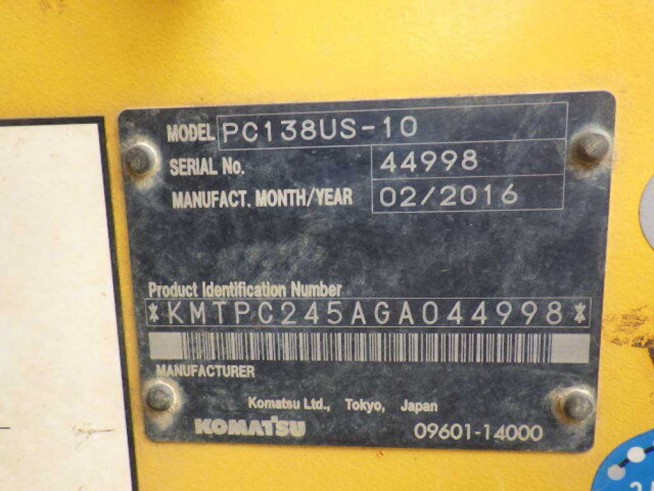 MODEL PC138US-10
SERIAL No. 44998
MANUFACT. MONTH/YEAR 02/2016
Product Identification Number
*KMTPC245AGA044998*
MANUFACTURER
Komatsu Ltd., Tokyo, Japan
KOMATSU 09601-14000